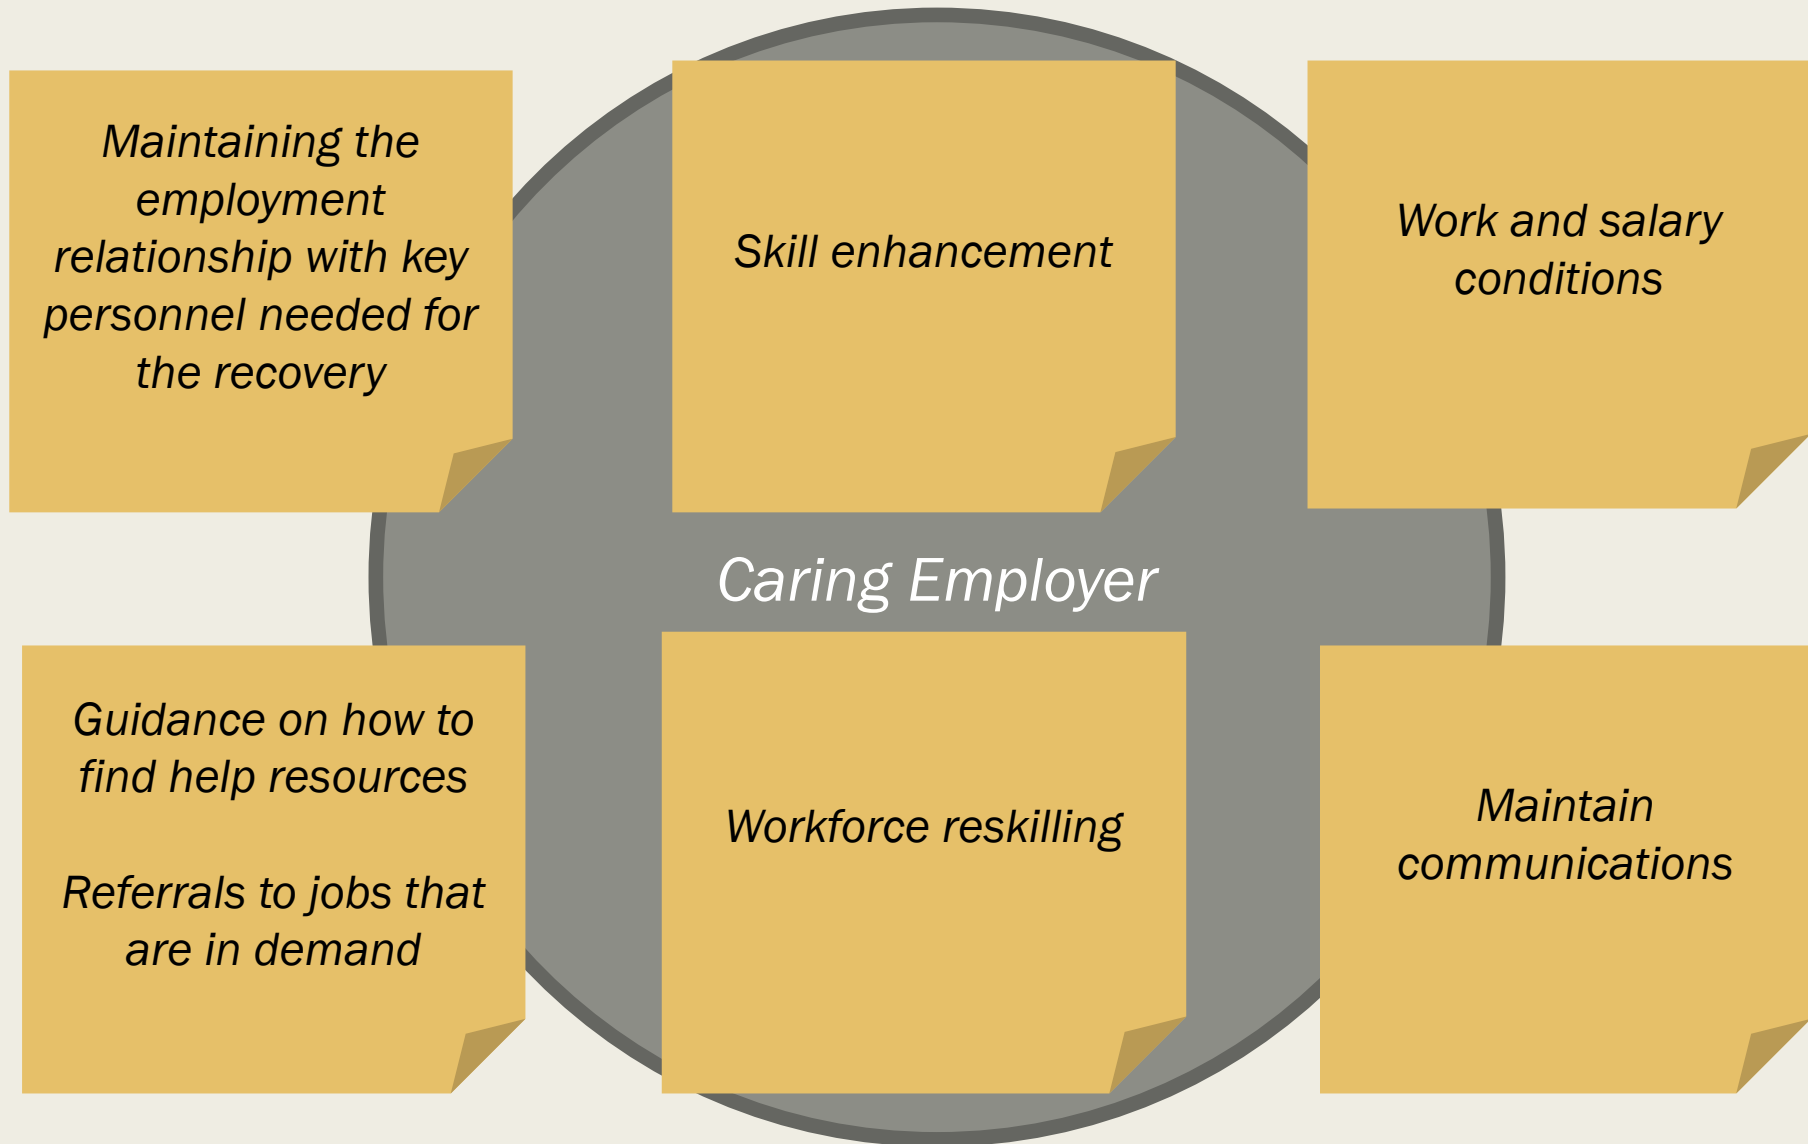 Maintaining the
employment
relationship with key
personnel needed for
the recovery
Skill enhancement
Work and salary
conditions
Caring Employer
Guidance on how to
find help resources
Referrals to jobs that
are in demand
Workforce reskilling
Maintain
communications